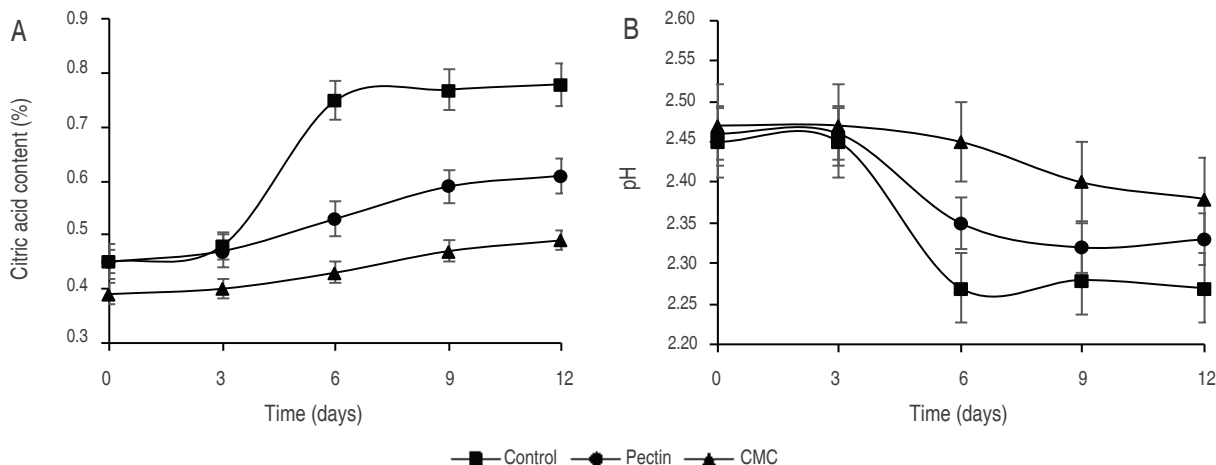 A
Citric acid content (%)
0.9
0.8
0.7
0.6
0.5
0.4
0.3
0 3 6 9 12
Time (days)
B
pH
2.60
2.55
2.50
2.45
2.40
2.35
2.30
2.25
2.20
0 3 6 9 12
Time (days)
Control Pectin CMC